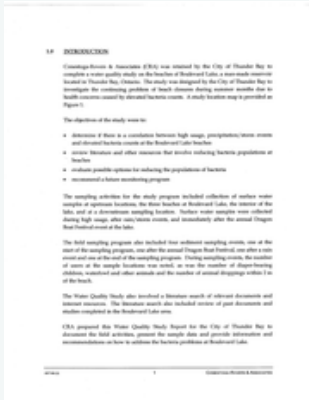 1.0 INTRODUCTION
Conestoga-Rovers & Associates (CRA) was retained by the City of Thunder Bay to
complete a water quality study on the beaches of Boulevard Lake, a man-made reservoir
located in Thunder Bay, Ontario. The study was designed by the City of Thunder Bay to
investigate the continuing problem of beach closures during summer months due to
health concerns caused by elevated bacteria counts. A study location map is provided as
Figure 1.
The objectives of the study were to:
• determine if there is a correlation between high usage, precipitation/storm events
and elevated bacteria counts at the Boulevard Lake beaches
• review literature and other resources that involve reducing bacteria populations at
beaches
• evaluate possible options for reducing the populations of bacteria
• recommend a future monitoring program
The sampling activities for the study program included collection of surface water
samples at upstream locations, the three beaches at Boulevard Lake, the interior of the
lake, and at a downstream sampling location. Surface water samples were collected
during high usage, after rain/storm events, and immediately after the annual Dragon
Boat Festival event at the lake.
The field sampling program also included four sediment sampling events, one at the
start of the sampling program, one after the annual Dragon Boat Festival, one after a rain
event and one at the end of the sampling program. During sampling events, the number
of users at the sample locations was noted, as was the number of diaper-bearing
children, waterfowl and other animals and the number of animal droppings within 3 m
of the beach.
The Water Quality Study also involved a literature search of relevant documents and
internet resources. The literature search also included review of past documents and
studies completed in the Boulevard Lake area.
CRA prepared this Water Quality Study Report for the City of Thunder Bay to
document the field activities, present the sample data and provide information and
recommendations on how to address the bacteria problems at Boulevard Lake.
1 Conestoga-Rovers & Associates